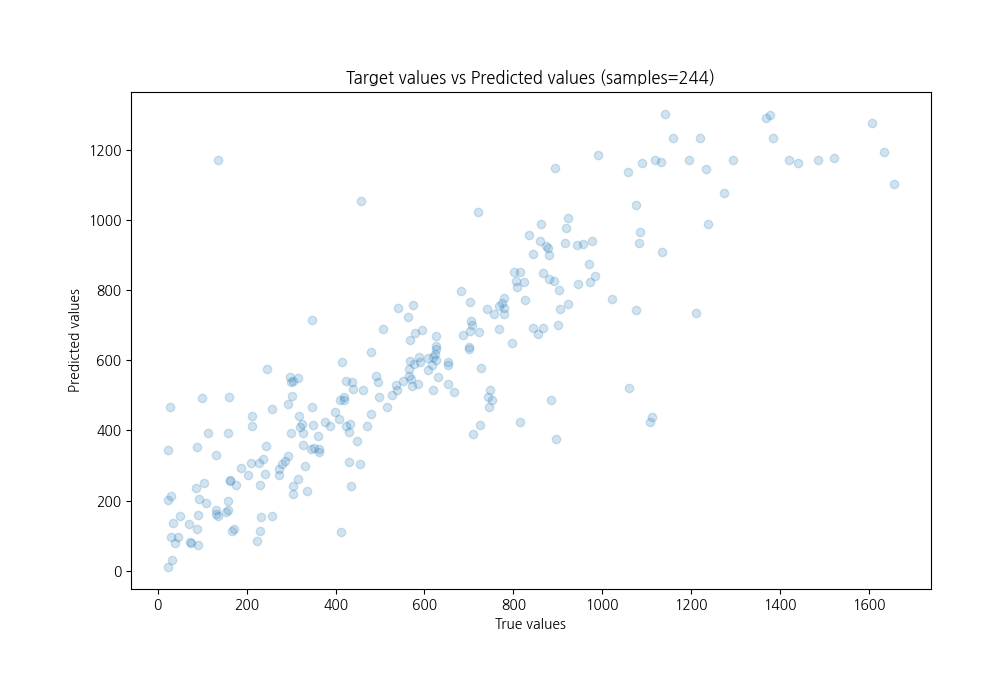 Target values vs Predicted values (samples=244)
Predicted values
1200
1000
800
600
400
200
0
0 200 400 600 800 1000 1200 1400 1600
True values